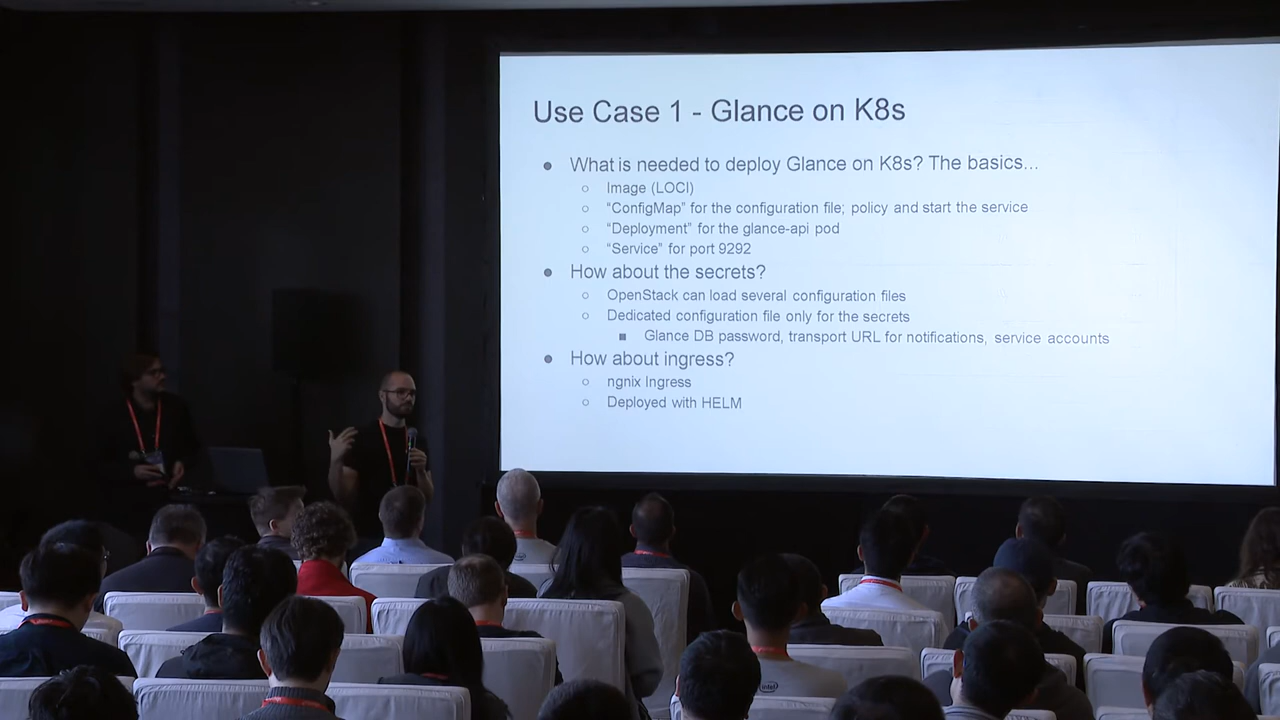 Use Case 1 - Glance on K8s
● What is needed to deploy Glance on K8s? The basics...
○ Image (LOCI)
○ “ConfigMap” for the configuration file; policy and start the service
○ “Deployment” for the glance-api pod
○ “Service” for port 9292
● How about the secrets?
○ OpenStack can load several configuration files
○ Dedicated configuration file only for the secrets
■ Glance DB password, transport URL for notifications, service accounts
● How about ingress?
○ ngnix Ingress
○ Deployed with HELM
intel
intel